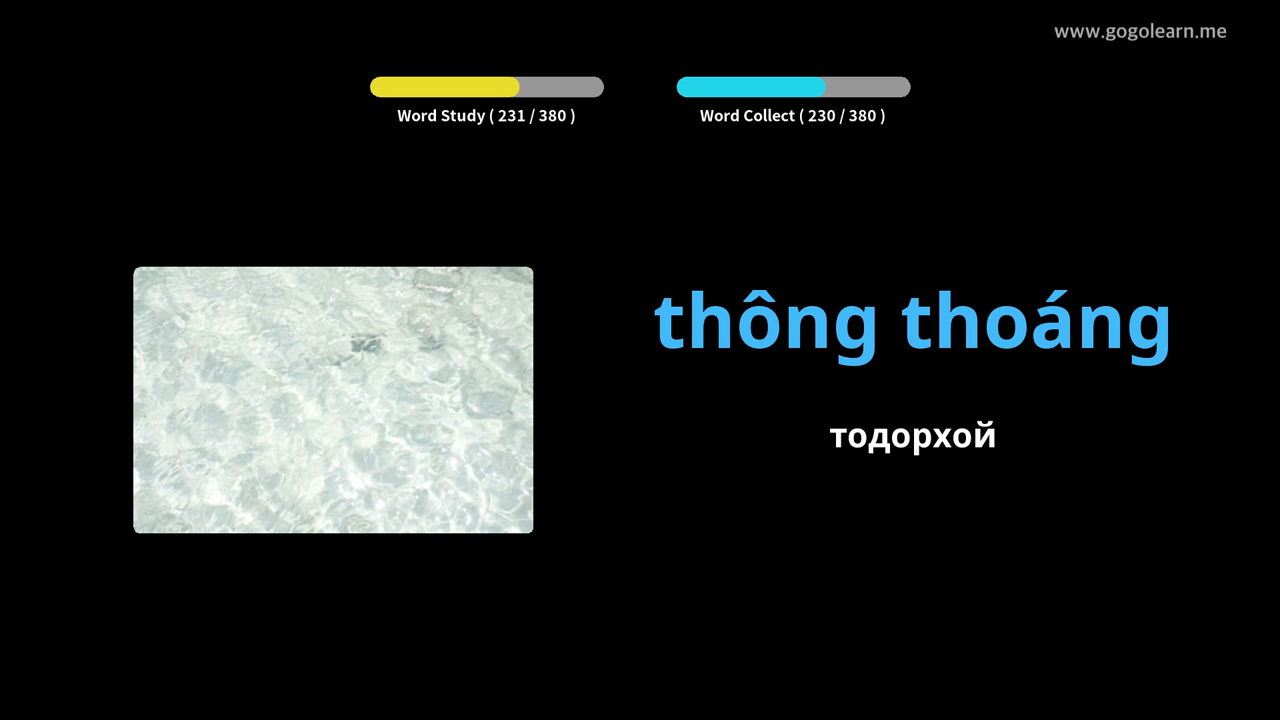 www.gogolearn.me
Word Study ( 231 / 380 )
Word Collect ( 230 / 380 )
thông thoáng
тодорхой